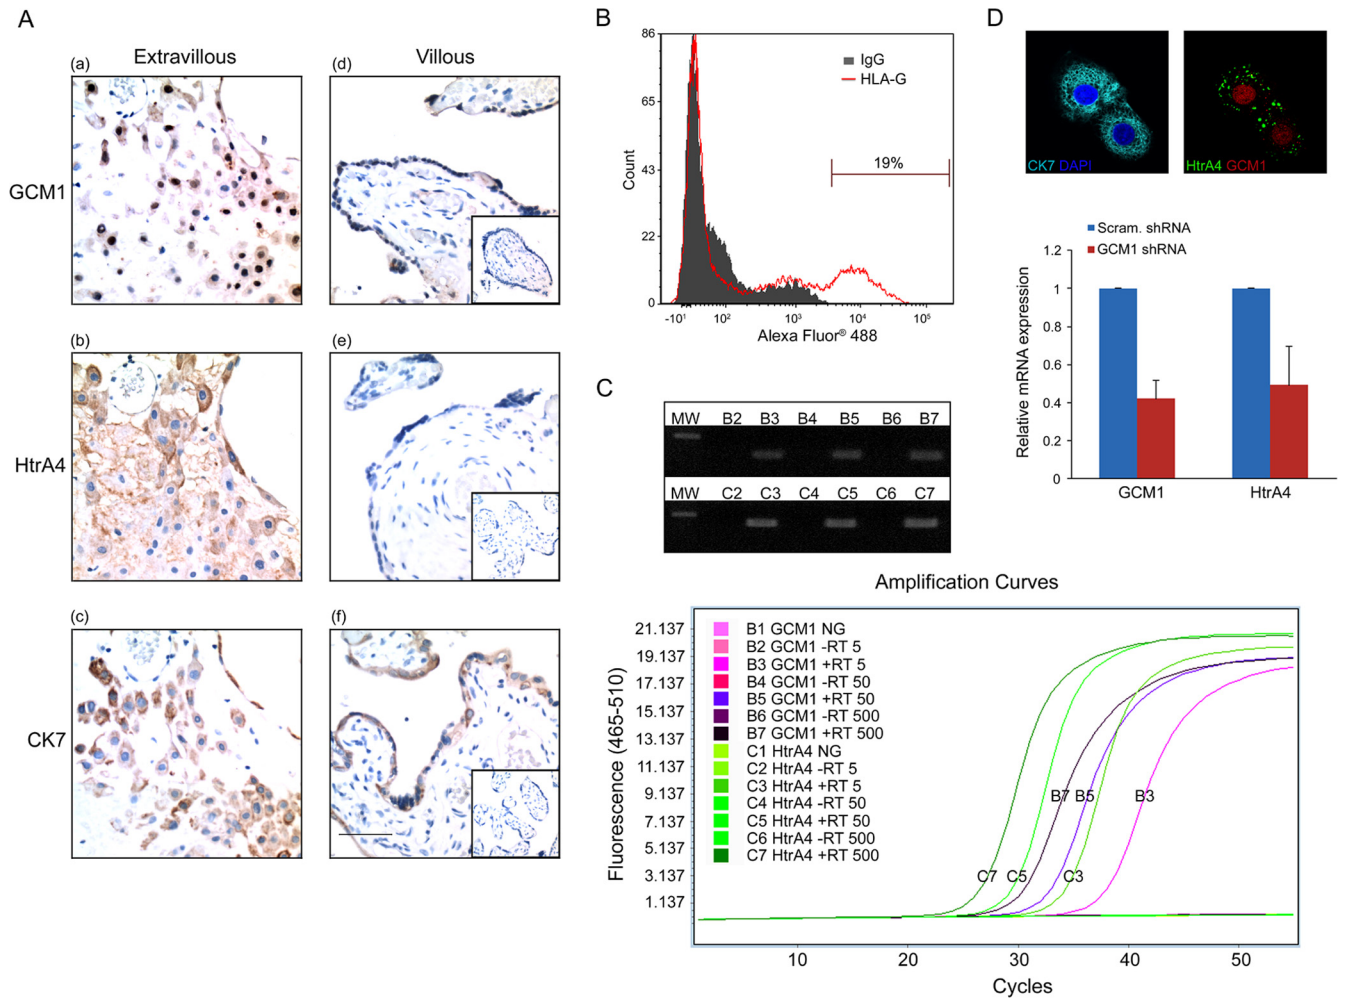 A
Extravillous
Villous
(a)
(d)
GCM1
(b)
(e)
HtrA4
(c)
(f)
CK7
B
86
65
43
22
0
Count
IgG
HLA-G
19%
-10¹ 10² 10³ 10⁴ 10⁵
Alexa Fluor® 488
C
MW B2 B3 B4 B5 B6 B7
MW C2 C3 C4 C5 C6 C7
Amplification Curves
Fluorescence (465-510)
21.137
19.137
17.137
15.137
13.137
11.137
9.137
7.137
5.137
3.137
1.137
B1 GCM1 NG
B2 GCM1 -RT 5
B3 GCM1 +RT 5
B4 GCM1 -RT 50
B5 GCM1 +RT 50
B6 GCM1 -RT 500
B7 GCM1 +RT 500
C1 HtrA4 NG
C2 HtrA4 -RT 5
C3 HtrA4 +RT 5
C4 HtrA4 -RT 50
C5 HtrA4 +RT 50
C6 HtrA4 -RT 500
C7 HtrA4 +RT 500
B7 B5 B3
C7 C5 C3
10 20 30 40 50
Cycles
D
CK7 DAPI
HtrA4 GCM1
Scram. shRNA
GCM1 shRNA
Relative mRNA expression
1.2
1
0.8
0.6
0.4
0.2
0
GCM1 HtrA4